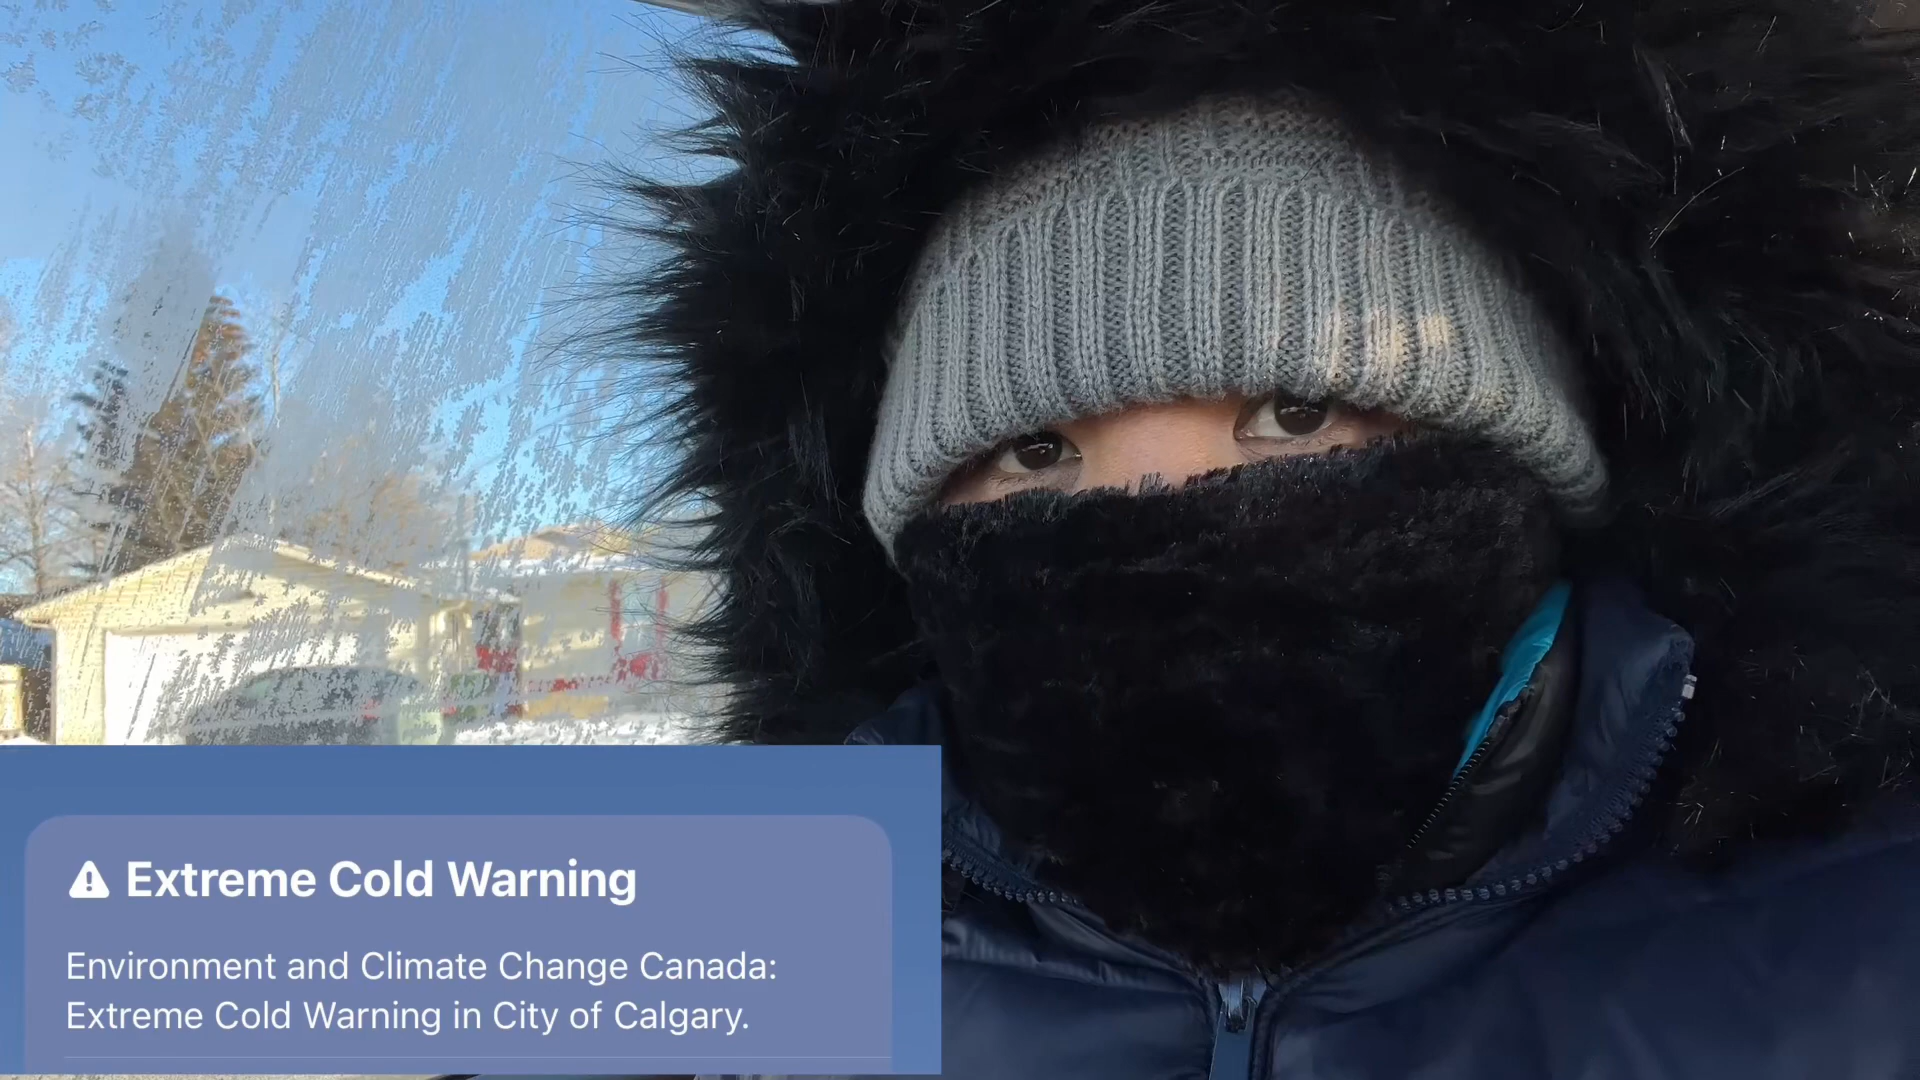 Extreme Cold Warning
Environment and Climate Change Canada:
Extreme Cold Warning in City of Calgary.